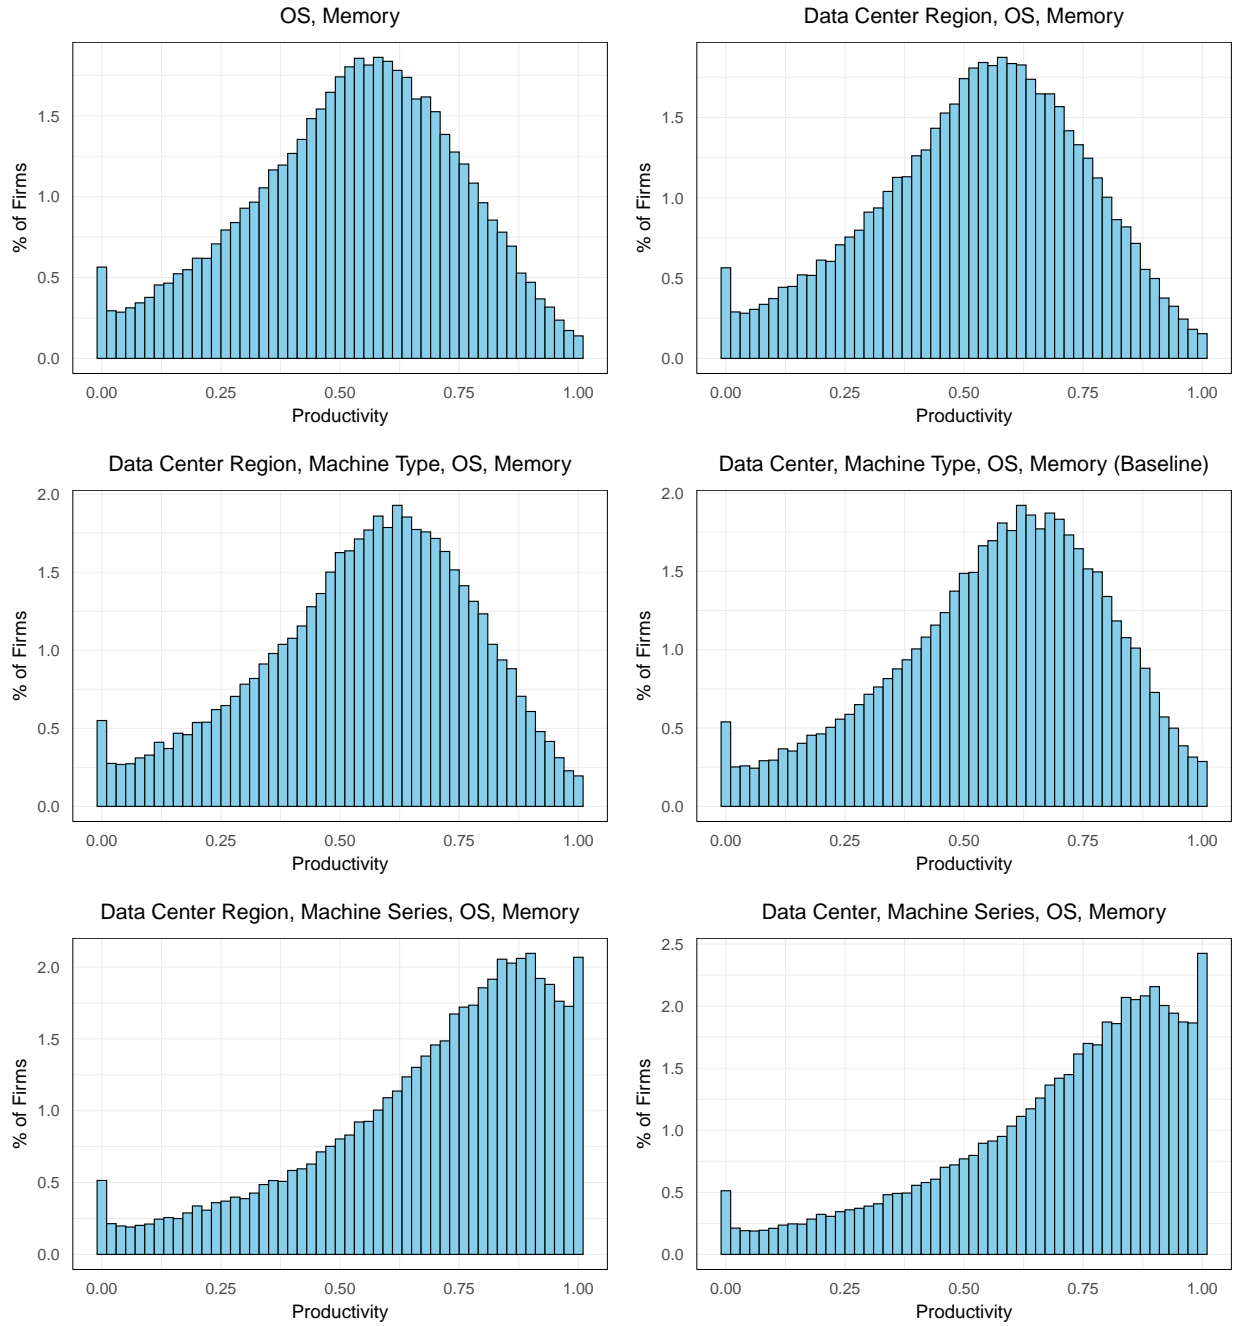 OS, Memory
% of Firms
1.5
1.0
0.5
0.0
0.00 0.25 0.50 0.75 1.00
Productivity
Data Center Region, OS, Memory
% of Firms
1.5
1.0
0.5
0.0
0.00 0.25 0.50 0.75 1.00
Productivity
Data Center Region, Machine Type, OS, Memory
% of Firms
2.0
1.5
1.0
0.5
0.0
0.00 0.25 0.50 0.75 1.00
Productivity
Data Center, Machine Type, OS, Memory (Baseline)
% of Firms
2.0
1.5
1.0
0.5
0.0
0.00 0.25 0.50 0.75 1.00
Productivity
Data Center Region, Machine Series, OS, Memory
% of Firms
2.0
1.5
1.0
0.5
0.0
0.00 0.25 0.50 0.75 1.00
Productivity
Data Center, Machine Series, OS, Memory
% of Firms
2.5
2.0
1.5
1.0
0.5
0.0
0.00 0.25 0.50 0.75 1.00
Productivity